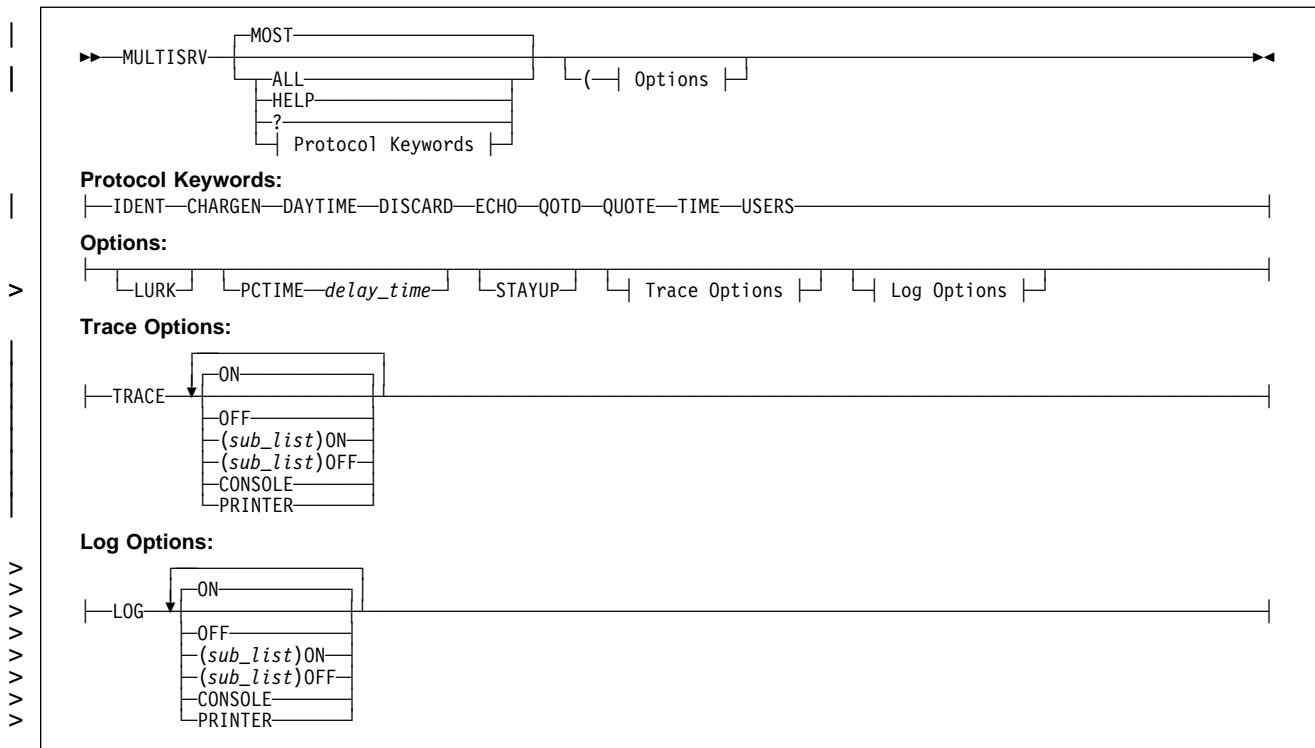 MOST
MULTISRV
ALL ( Options
HELP
?
Protocol Keywords
Protocol Keywords:
IDENT CHARGEN DAYTIME DISCARD ECHO QOTD QUOTE TIME USERS
Options:
LURK PCTIME delay_time STAYUP Trace Options Log Options
Trace Options:
ON
TRACE
OFF
(sub_list)ON
(sub_list)OFF
CONSOLE
PRINTER
Log Options:
ON
LOG
OFF
(sub_list)ON
(sub_list)OFF
CONSOLE
PRINTER